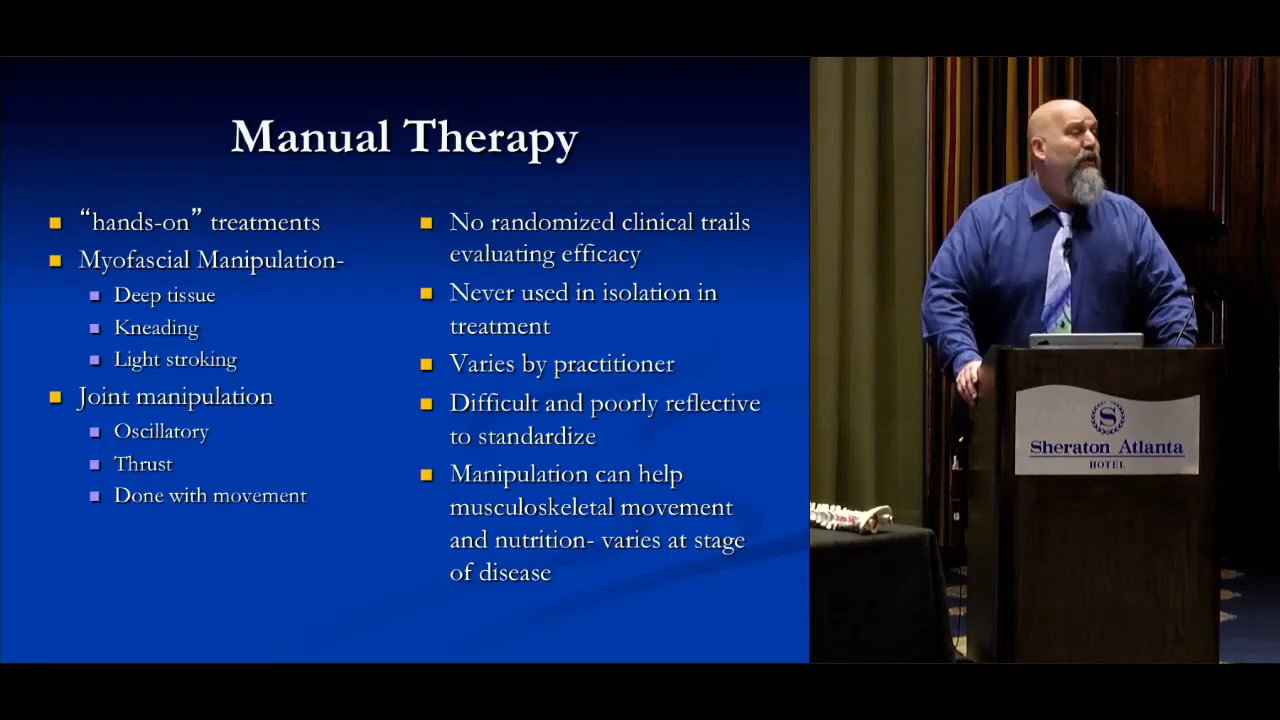 Manual Therapy
“hands-on” treatments
Myofascial Manipulation-
Deep tissue
Kneading
Light stroking
Joint manipulation
Oscillatory
Thrust
Done with movement
No randomized clinical trails
evaluating efficacy
Never used in isolation in
treatment
Varies by practitioner
Difficult and poorly reflective
to standardize
Manipulation can help
musculoskeletal movement
and nutrition- varies at stage
of disease
S
Sheraton Atlanta
HOTEL